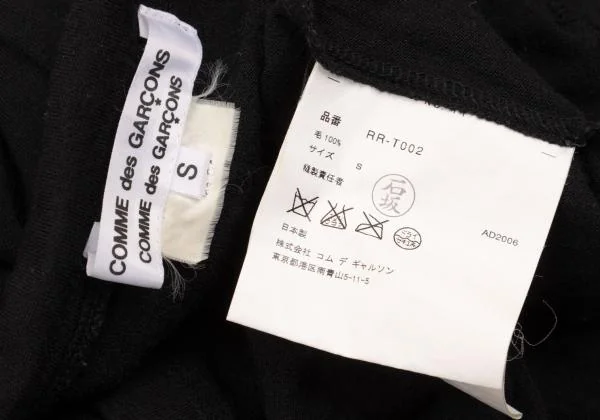 COMME des GARÇONS
COMME des GARÇONS
S
品番
RR-T002
毛 100%
サイズ
S
縫製責任者
石坂
日本製
AD2006
株式会社 コム デ ギャルソン
東京都港区南青山5-11-5